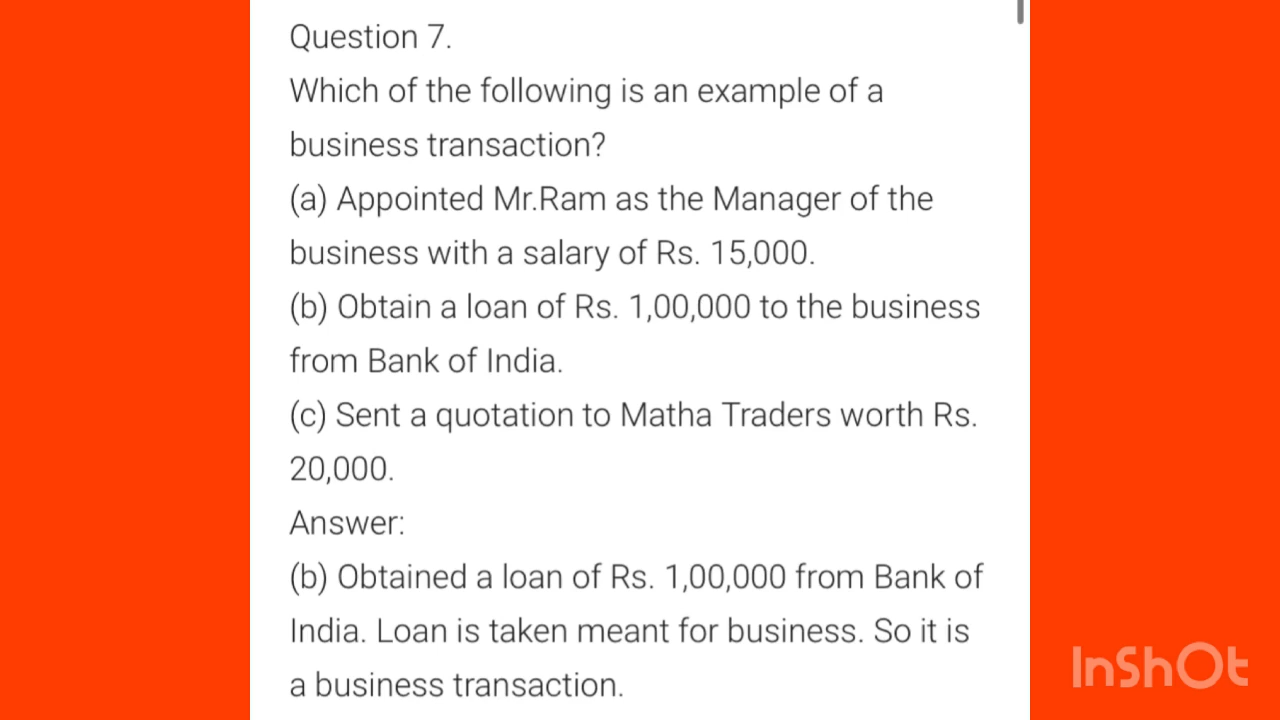 Question 7.
Which of the following is an example of a
business transaction?
(a) Appointed Mr.Ram as the Manager of the
business with a salary of Rs. 15,000.
(b) Obtain a loan of Rs. 1,00,000 to the business
from Bank of India.
(c) Sent a quotation to Matha Traders worth Rs.
20,000.
Answer:
(b) Obtained a loan of Rs. 1,00,000 from Bank of
India. Loan is taken meant for business. So it is
a business transaction.
InShOt